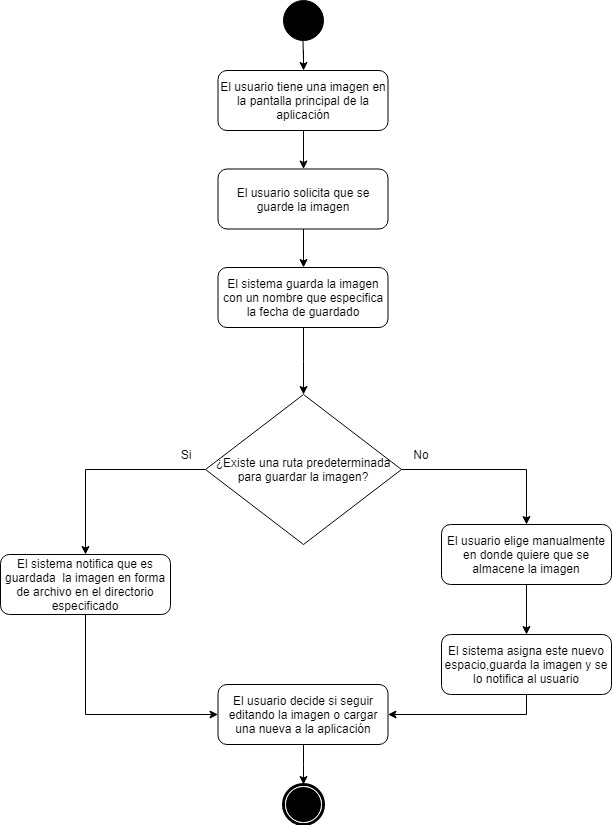 El usuario tiene una imagen en
la pantalla principal de la
aplicación
El usuario solicita que se
guarde la imagen
El sistema guarda la imagen
con un nombre que especifica
la fecha de guardado
¿Existe una ruta predeterminada
para guardar la imagen?
Si
No
El sistema notifica que es
guardada  la imagen en forma
de archivo en el directorio
especificado
El usuario elige manualmente
en donde quiere que se
almacene la imagen
El sistema asigna este nuevo
espacio,guarda la imagen y se
lo notifica al usuario
El usuario decide si seguir
editando la imagen o cargar
una nueva a la aplicación